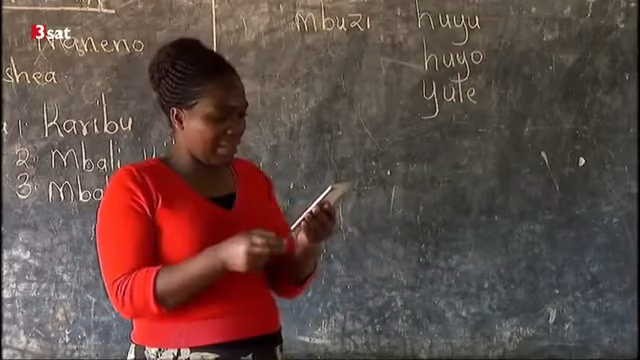 3sat
Maneno
shea
1 Karibu
2 Mbali
3 Mba
mbuzi
huyu
huyo
yule